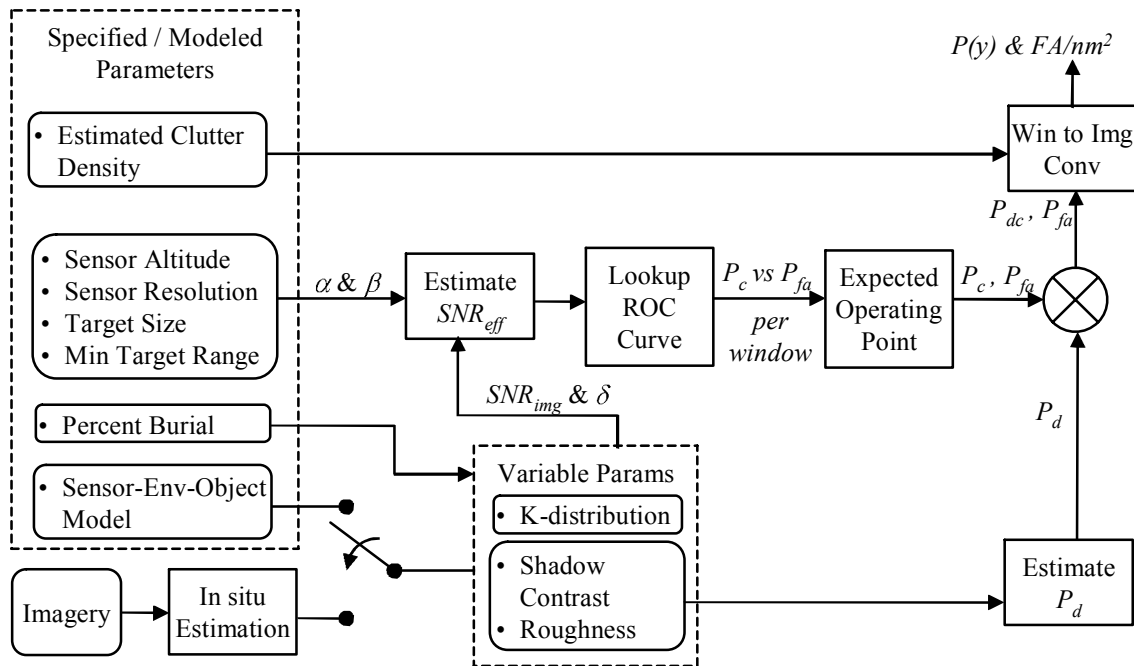 Specified / Modeled
Parameters
• Estimated Clutter
Density
• Sensor Altitude
• Sensor Resolution
• Target Size
• Min Target Range
• Percent Burial
• Sensor-Env-Object
Model
Imagery
In situ
Estimation
α & β
Estimate
SNR_eff
SNR_img & δ
Variable Params
• K-distribution
• Shadow
Contrast
• Roughness
Lookup
ROC
Curve
P_c vs P_fa
per
window
Expected
Operating
Point
P_c , P_fa
P(y) & FA/nm²
Win to Img
Conv
P_dc , P_fa
P_d
Estimate
P_d